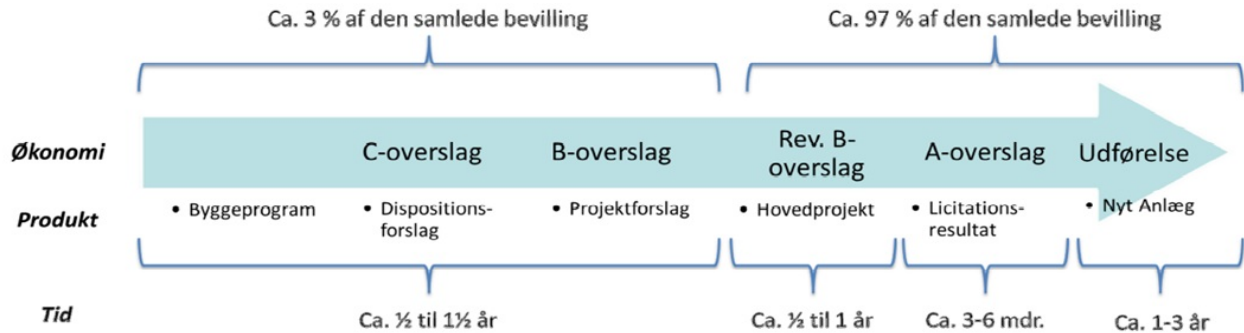 Ca. 3 % af den samlede bevilling
Ca. 97 % af den samlede bevilling
Økonomi
C-overslag
B-overslag
Rev. B-
overslag
A-overslag
Udførelse
Produkt
• Byggeprogram
• Dispositions-
forslag
• Projektforslag
• Hovedprojekt
• Licitations-
resultat
• Nyt Anlæg
Tid
Ca. ½ til 1½ år
Ca. ½ til 1 år
Ca. 3-6 mdr.
Ca. 1-3 år